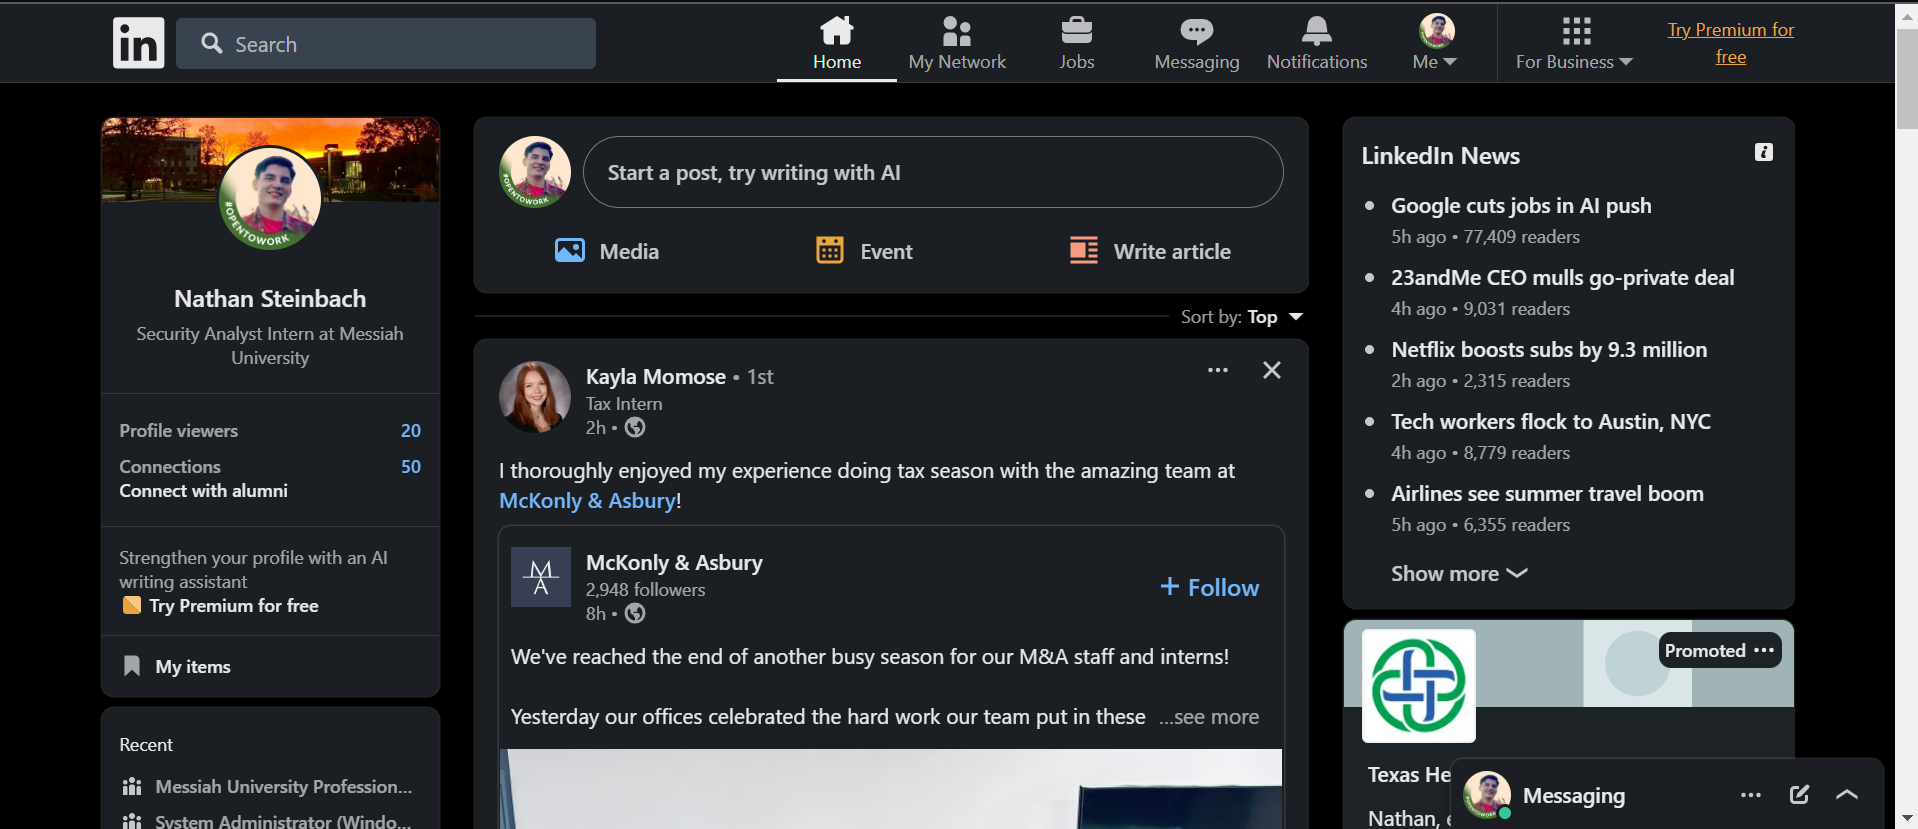 in
Search
Home
My Network
Jobs
Messaging
Notifications
Me
For Business
Try Premium for
free
#OPENTOWORK
Nathan Steinbach
Security Analyst Intern at Messiah
University
Profile viewers 20
Connections 50
Connect with alumni
Strengthen your profile with an AI
writing assistant
Try Premium for free
My items
Recent
Messiah University Profession...
System Administrator (Windo...
#OPENTOWORK
Start a post, try writing with AI
Media
Event
Write article
Sort by: Top
Kayla Momose • 1st
Tax Intern
2h •
I thoroughly enjoyed my experience doing tax season with the amazing team at
McKonly & Asbury!
M
A
McKonly & Asbury
2,948 followers
8h •
+ Follow
We've reached the end of another busy season for our M&A staff and interns!
Yesterday our offices celebrated the hard work our team put in these ...see more
LinkedIn News
Google cuts jobs in AI push
5h ago • 77,409 readers
23andMe CEO mulls go-private deal
4h ago • 9,031 readers
Netflix boosts subs by 9.3 million
2h ago • 2,315 readers
Tech workers flock to Austin, NYC
4h ago • 8,779 readers
Airlines see summer travel boom
5h ago • 6,355 readers
Show more
Promoted
Texas He
Nathan,
Messaging